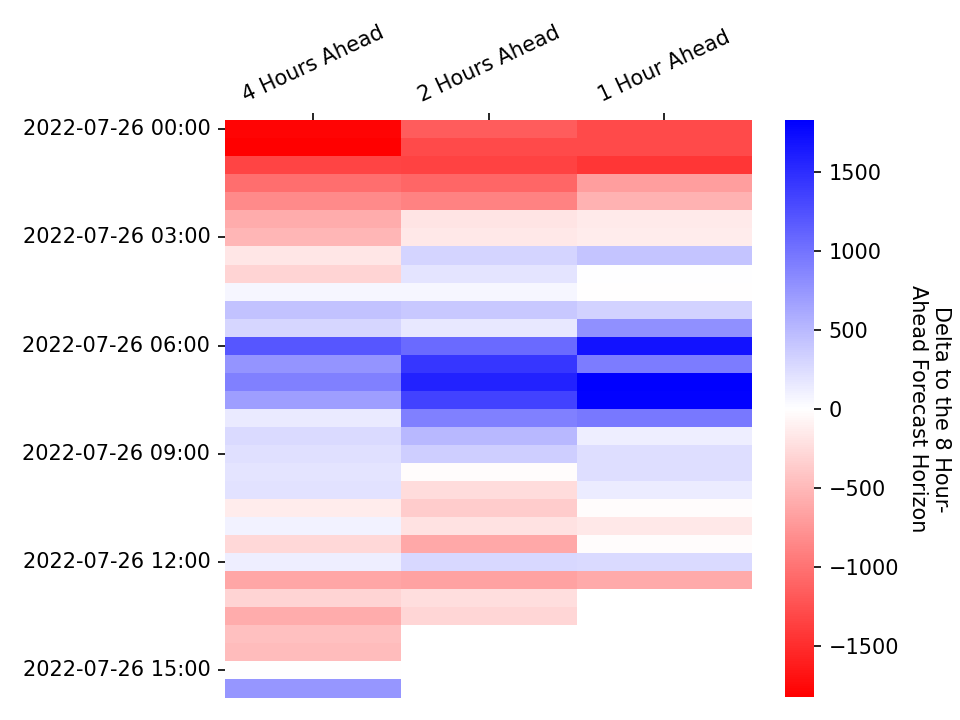 4 Hours Ahead
2 Hours Ahead
1 Hour Ahead
2022-07-26 00:00
2022-07-26 03:00
2022-07-26 06:00
2022-07-26 09:00
2022-07-26 12:00
2022-07-26 15:00
1500
1000
500
0
−500
−1000
−1500
Delta to the 8 Hour-
Ahead Forecast Horizon